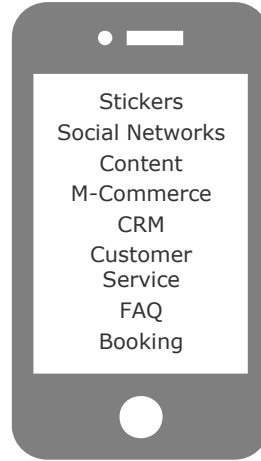 Stickers
Social Networks
Content
M-Commerce
CRM
Customer
Service
FAQ
Booking